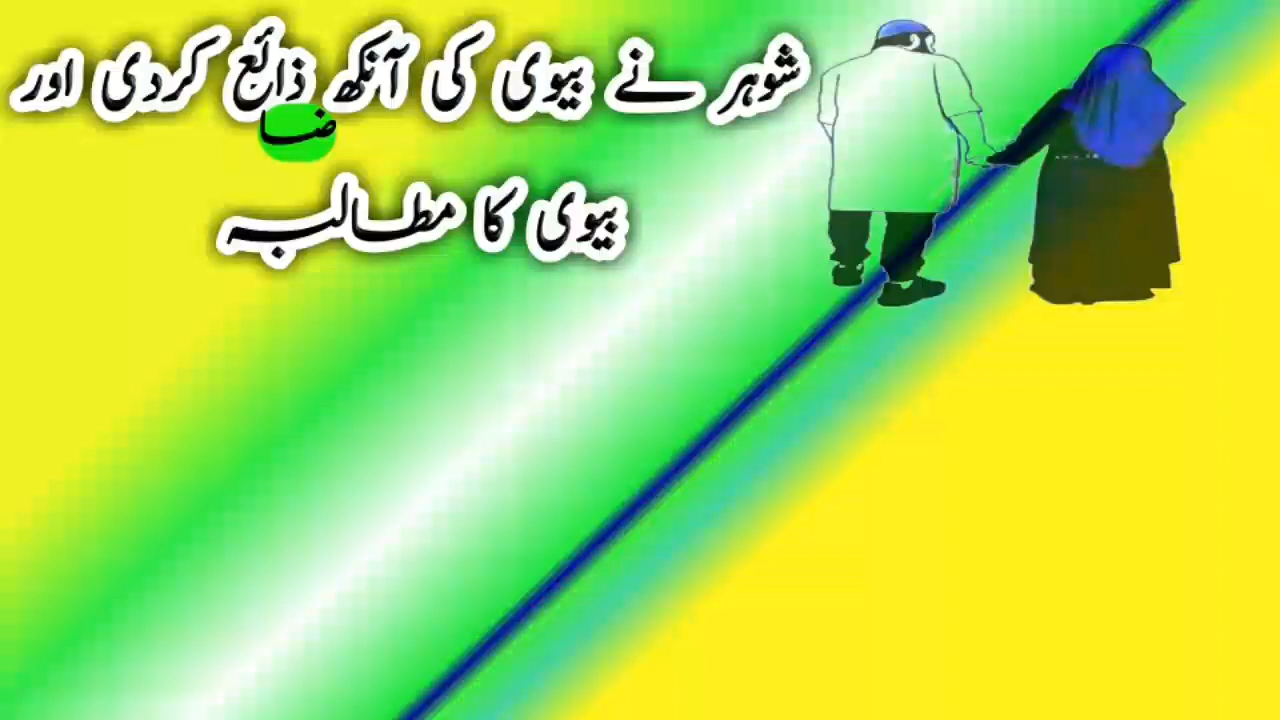 شوہر نے بیوی کی آنکھ ذائع کردی اور
ضا
بیوی کا مطالبہ